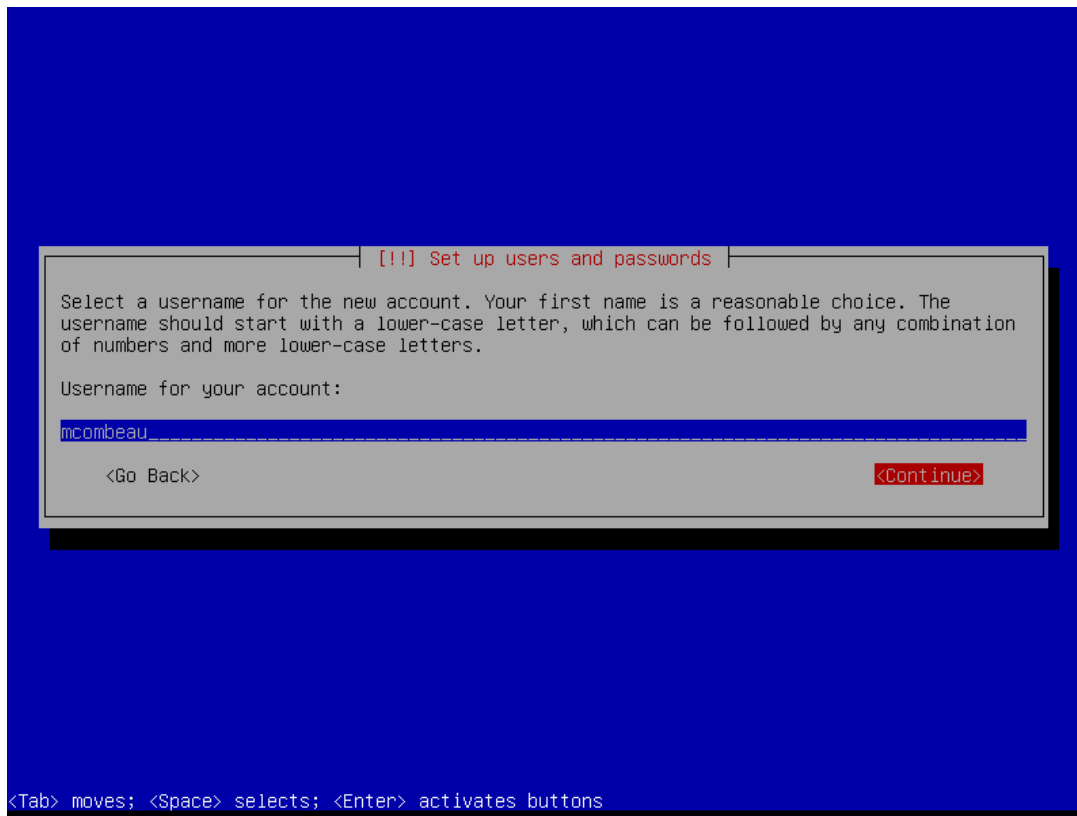 [!!] Set up users and passwords
Select a username for the new account. Your first name is a reasonable choice. The
username should start with a lower-case letter, which can be followed by any combination
of numbers and more lower-case letters.
Username for your account:
mcombeau
<Go Back> <Continue>
<Tab> moves; <Space> selects; <Enter> activates buttons